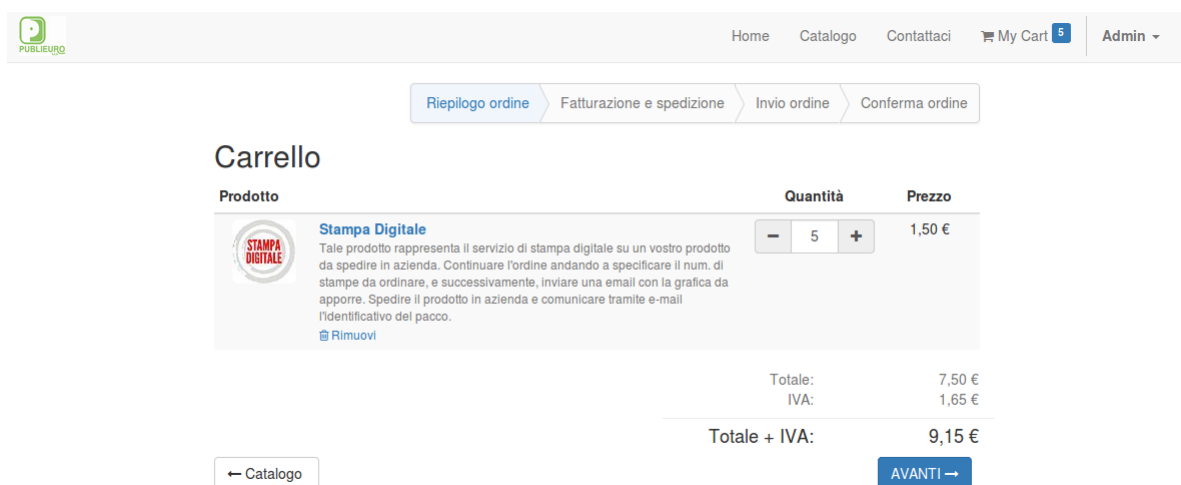 PUBLIEURO
Home Catalogo Contattaci My Cart 5 Admin
Riepilogo ordine Fatturazione e spedizione Invio ordine Conferma ordine
Carrello
Prodotto Quantità Prezzo
STAMPA
DIGITALE
Stampa Digitale
Tale prodotto rappresenta il servizio di stampa digitale su un vostro prodotto
da spedire in azienda. Continuare l'ordine andando a specificare il num. di
stampe da ordinare, e successivamente, inviare una email con la grafica da
apporre. Spedire il prodotto in azienda e comunicare tramite e-mail
l'identificativo del pacco.
Rimuovi
− 5 + 1,50 €
Totale: 7,50 €
IVA: 1,65 €
Totale + IVA: 9,15 €
← Catalogo AVANTI →